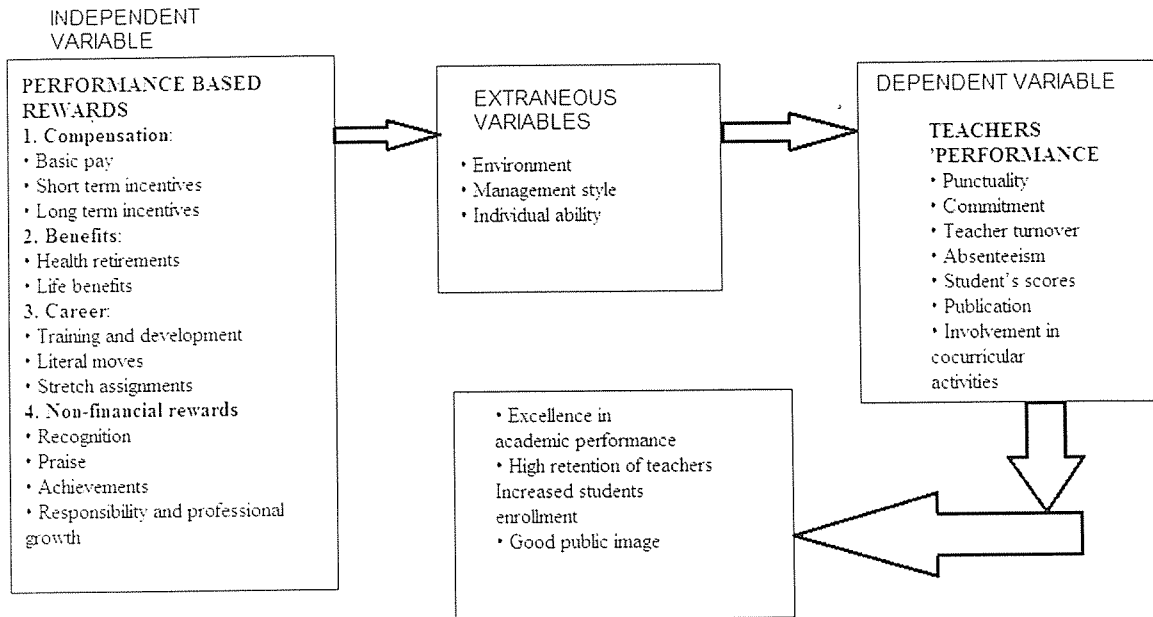 INDEPENDENT
VARIABLE
PERFORMANCE BASED
REWARDS
1. Compensation:
• Basic pay
• Short term incentives
• Long term incentives
2. Benefits:
• Health retirements
• Life benefits
3. Career:
• Training and development
• Literal moves
• Stretch assignments
4. Non-financial rewards
• Recognition
• Praise
• Achievements
• Responsibility and professional
growth
EXTRANEOUS
VARIABLES
• Environment
• Management style
• Individual ability
DEPENDENT VARIABLE
TEACHERS
'PERFORMANCE
• Punctuality
• Commitment
• Teacher turnover
• Absenteeism
• Student's scores
• Publication
• Involvement in
cocurricular
activities
• Excellence in
academic performance
• High retention of teachers
Increased students
enrollment
• Good public image